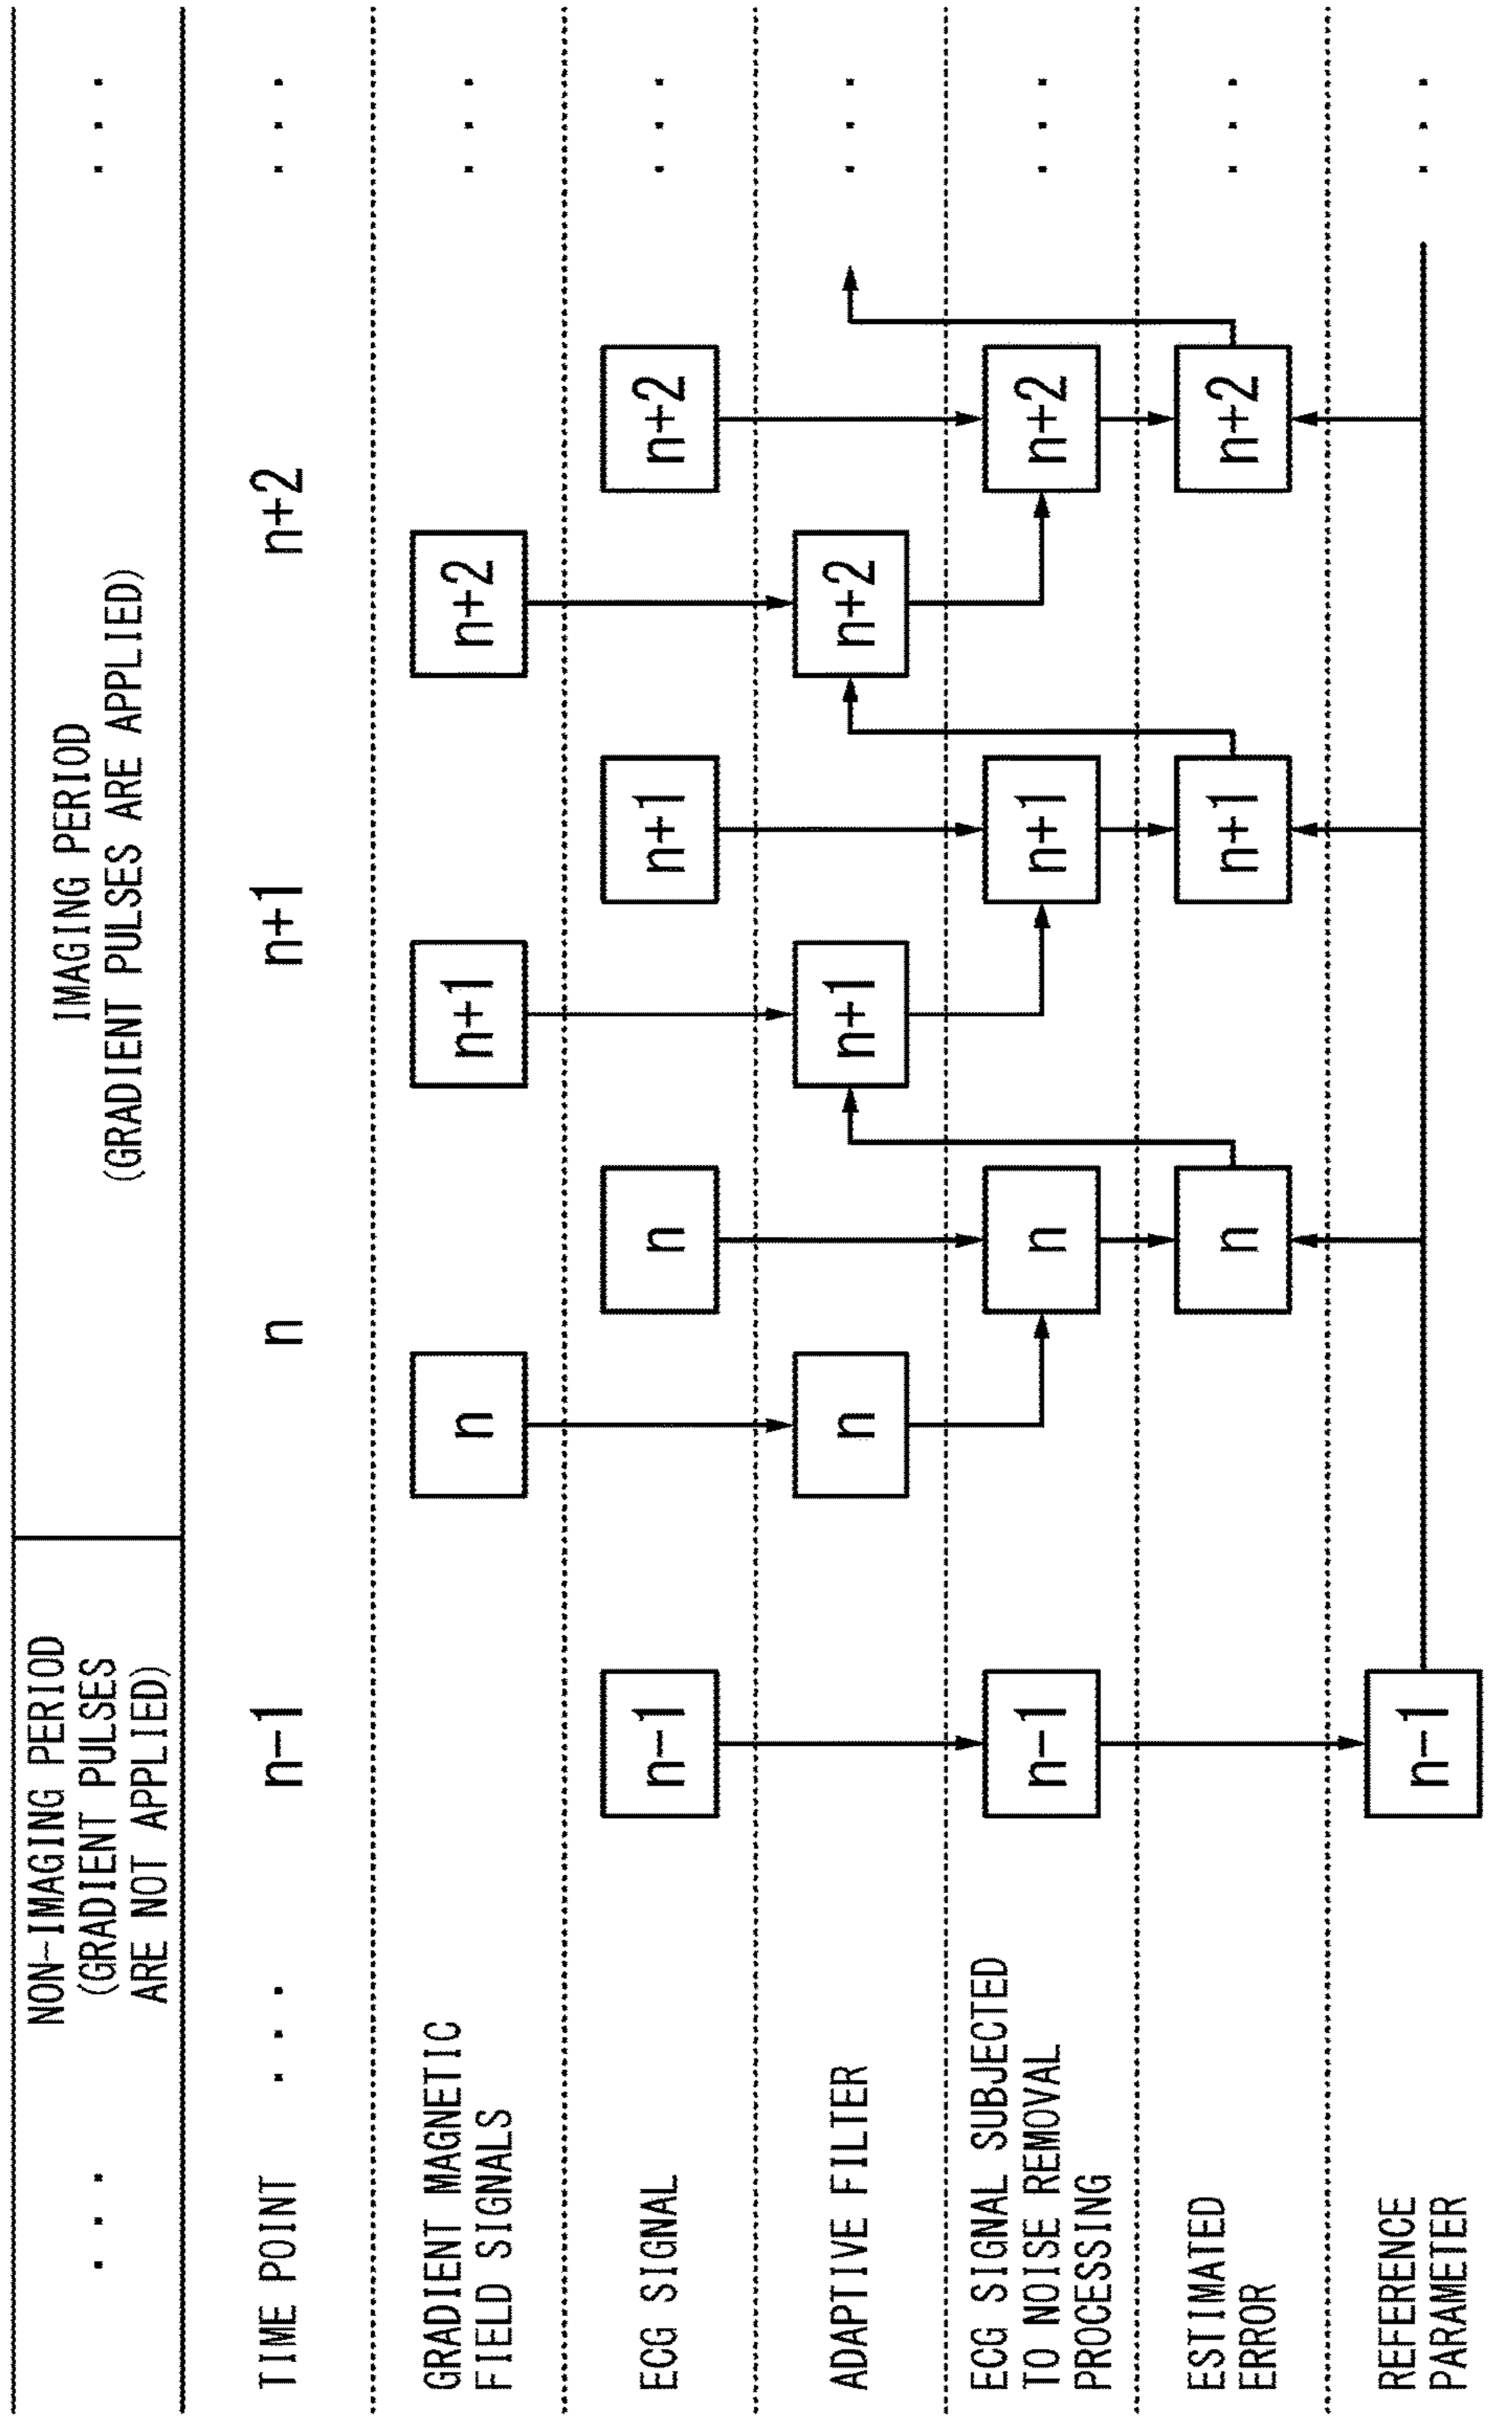 . . .
NON-IMAGING PERIOD
(GRADIENT PULSES
ARE NOT APPLIED)
IMAGING PERIOD
(GRADIENT PULSES ARE APPLIED)
. . .
TIME POINT
. . .
n-1
n
n+1
n+2
. . .
GRADIENT MAGNETIC
FIELD SIGNALS
n
n+1
n+2
. . .
ECG SIGNAL
n-1
n
n+1
n+2
. . .
ADAPTIVE FILTER
n
n+1
n+2
. . .
ECG SIGNAL SUBJECTED
TO NOISE REMOVAL
PROCESSING
n-1
n
n+1
n+2
. . .
ESTIMATED
ERROR
n
n+1
n+2
. . .
REFERENCE
PARAMETER
n-1
. . .